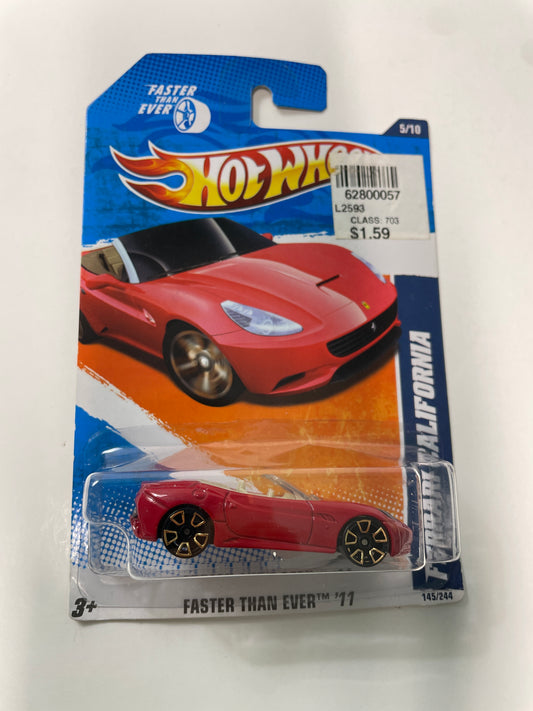 FASTER
THAN
EVER
5/10
HOT WHEELS
62800057
L2593
CLASS: 703
$1.59
FERRARI CALIFORNIA
3+
FASTER THAN EVER™ '11
145/244